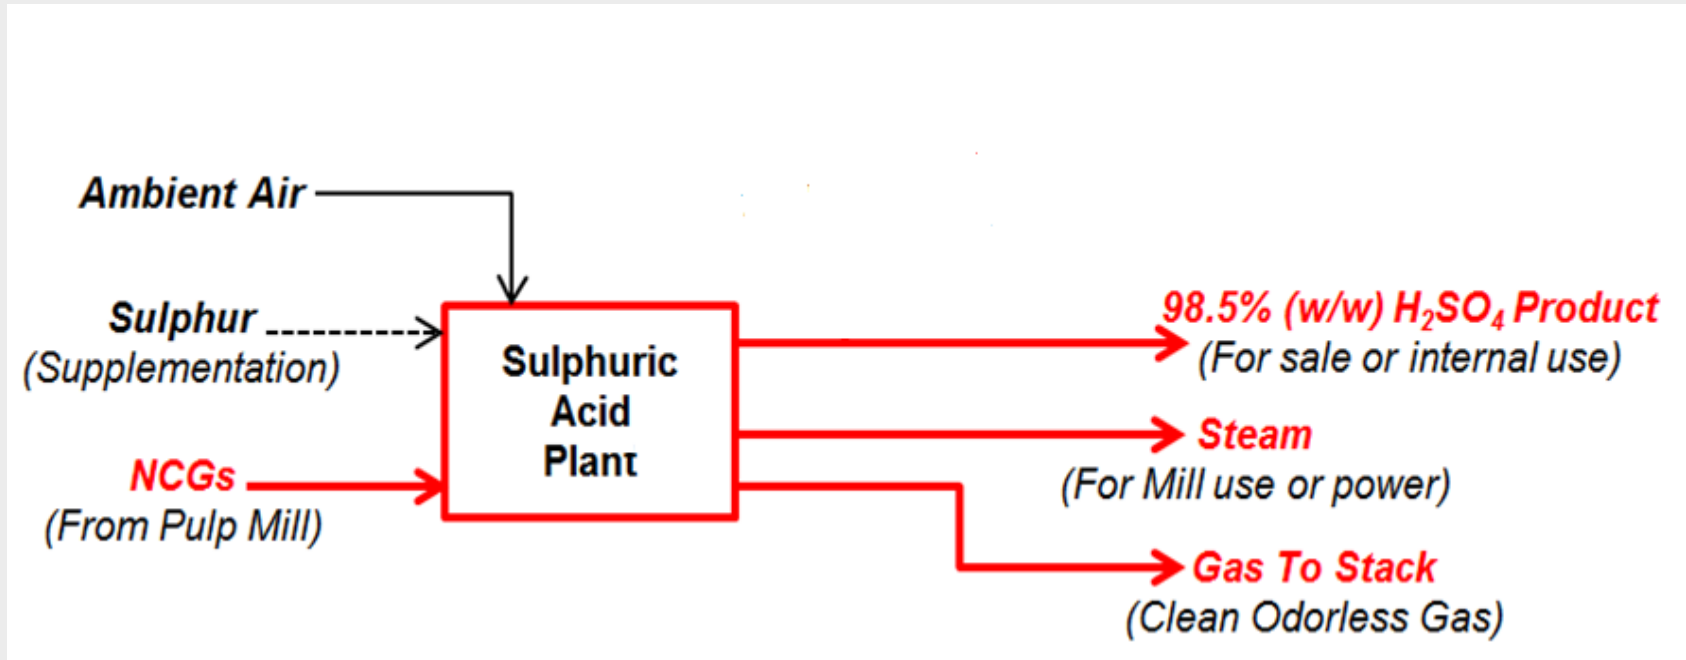 Ambient Air
Sulphur
(Supplementation)
NCGs
(From Pulp Mill)
Sulphuric
Acid
Plant
98.5% (w/w) H₂SO₄ Product
(For sale or internal use)
Steam
(For Mill use or power)
Gas To Stack
(Clean Odorless Gas)